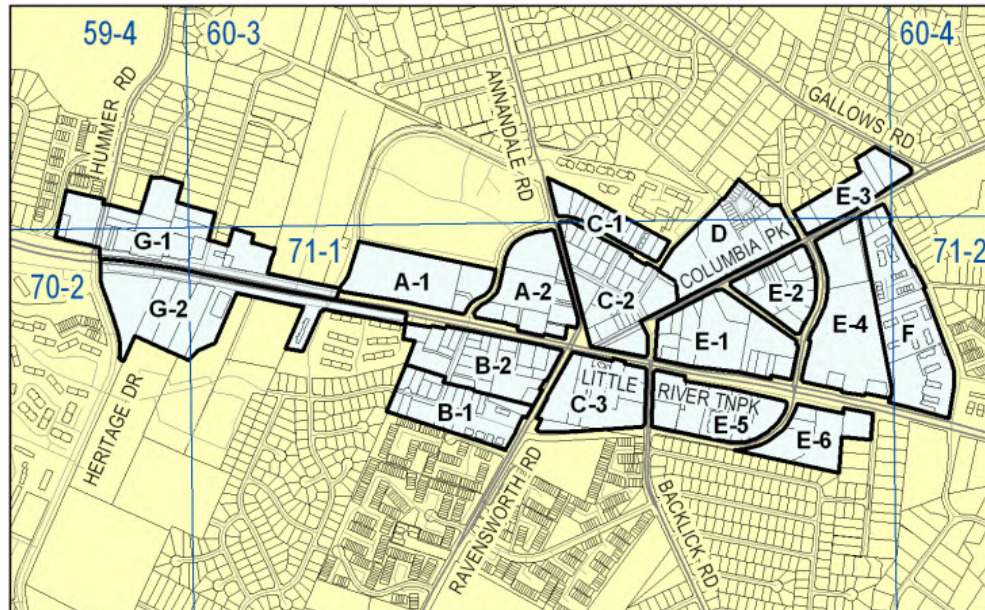 59-4
60-3
60-4
HUMMER RD
ANNANDALE RD
GALLOWS RD
E-3
C-1
D
COLUMBIA PK
G-1
71-1
71-2
70-2
A-1
A-2
C-2
E-2
G-2
E-1
E-4
F
B-2
C-3
LITTLE RIVER TNPK
B-1
E-5
E-6
HERITAGE DR
RAVENSWORTH RD
BACKLICK RD